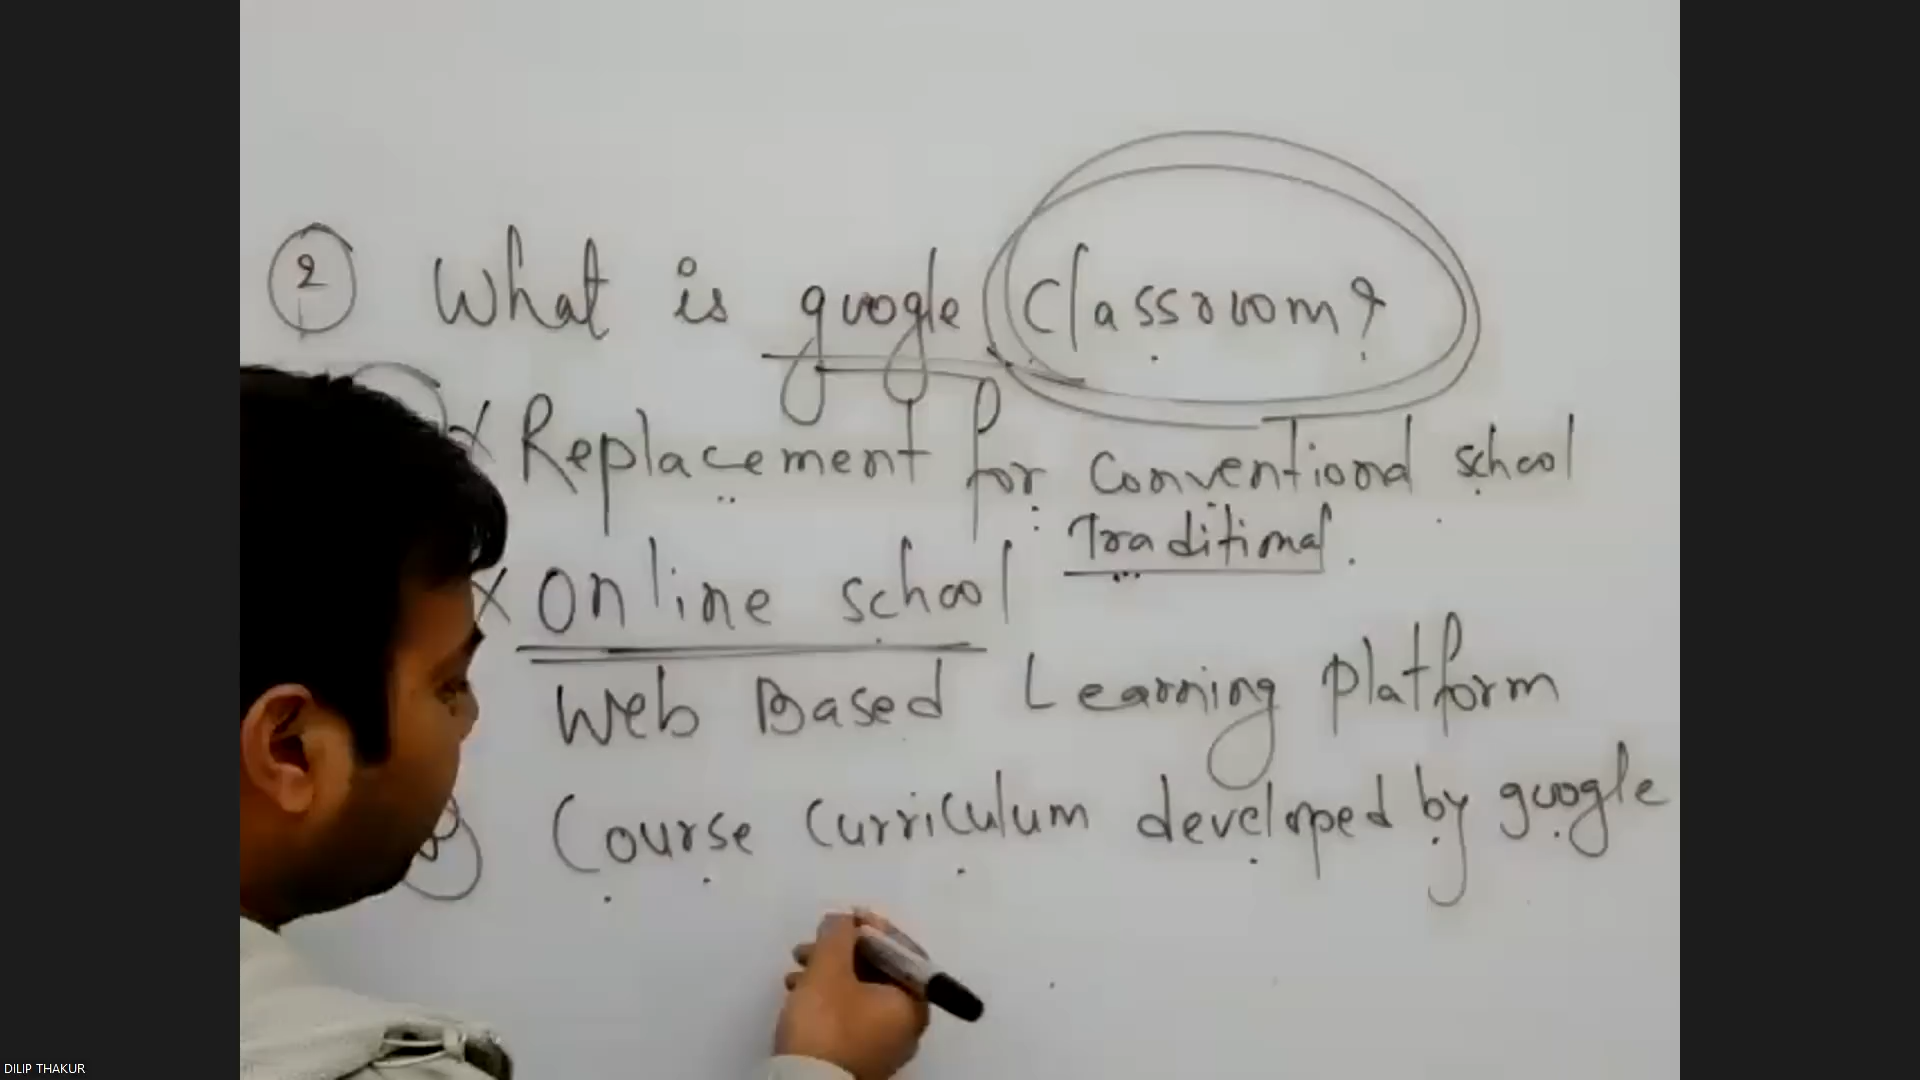 2 What is google Classroom?
x Replacement for Conventional school
Traditional.
x Online school
Web Based Learning platform
Course Curriculum developed by google
DILIP THAKUR